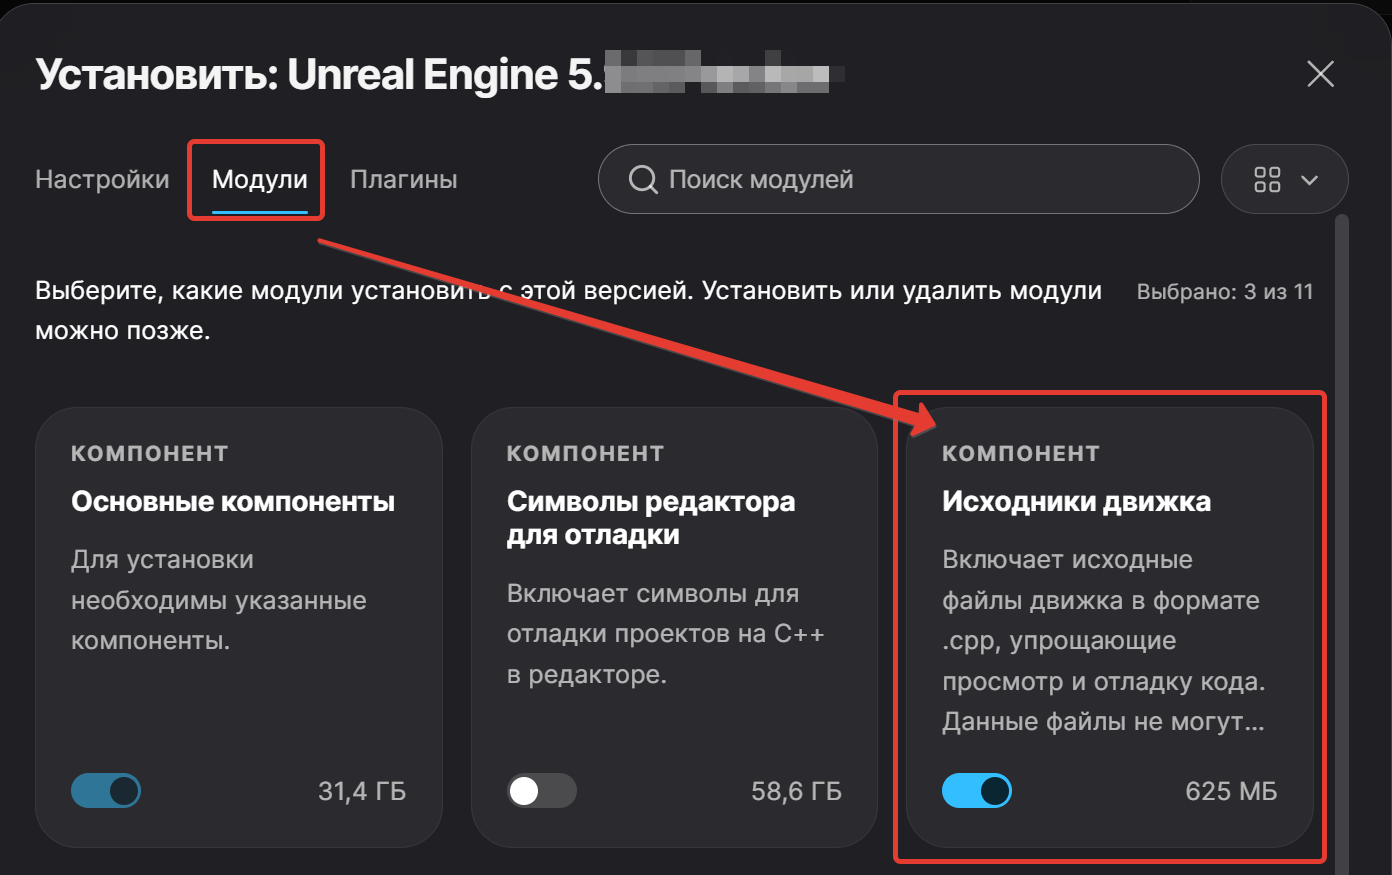 Установить: Unreal Engine 5.
Настройки
Модули
Плагины
Поиск модулей
Выберите, какие модули установить с этой версией. Установить или удалить модули
можно позже.
Выбрано: 3 из 11
КОМПОНЕНТ
Основные компоненты
Для установки
необходимы указанные
компоненты.
31,4 ГБ
КОМПОНЕНТ
Символы редактора
для отладки
Включает символы для
отладки проектов на C++
в редакторе.
58,6 ГБ
КОМПОНЕНТ
Исходники движка
Включает исходные
файлы движка в формате
.cpp, упрощающие
просмотр и отладку кода.
Данные файлы не могут...
625 МБ